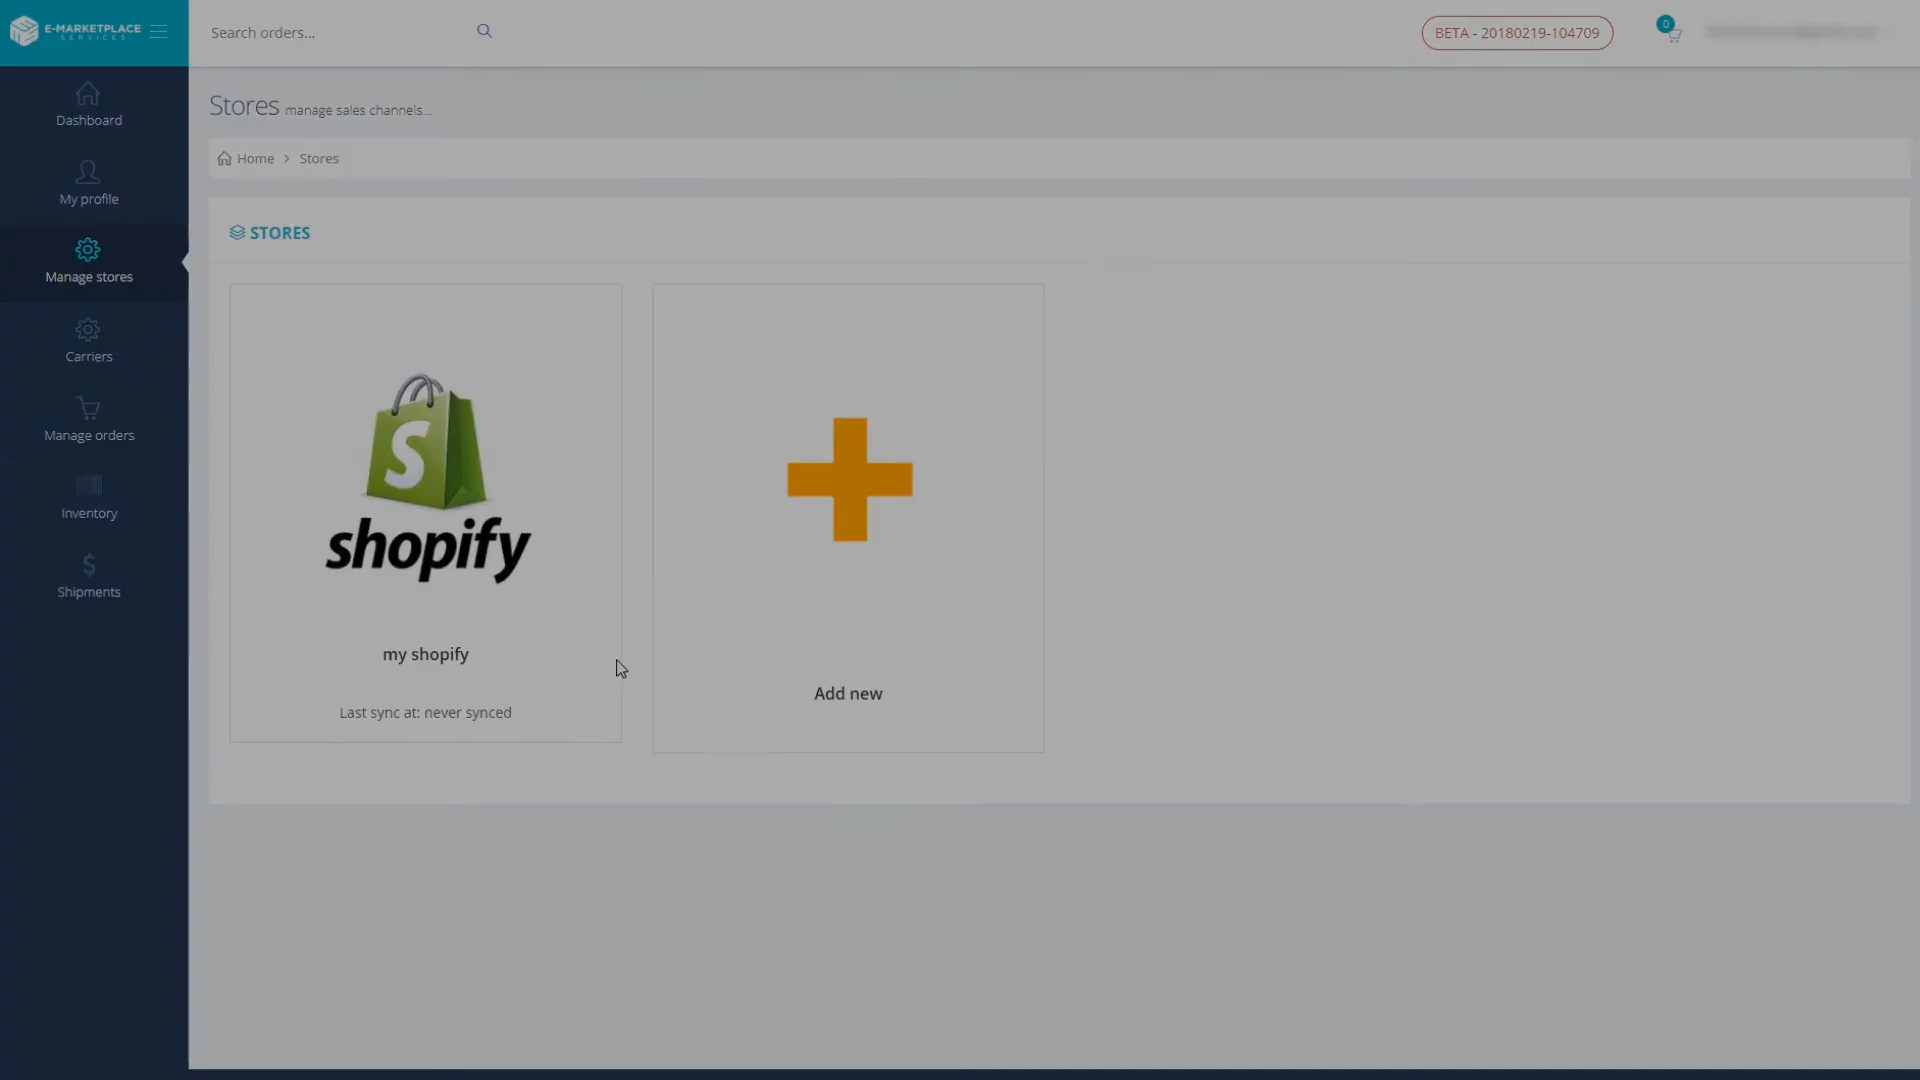 E-MARKETPLACE
SERVICES
Search orders...
BETA - 20180219-104709
0
Dashboard
My profile
Manage stores
Carriers
Manage orders
Inventory
Shipments
Stores manage sales channels...
Home > Stores
STORES
S
shopify
my shopify
Last sync at: never synced
Add new